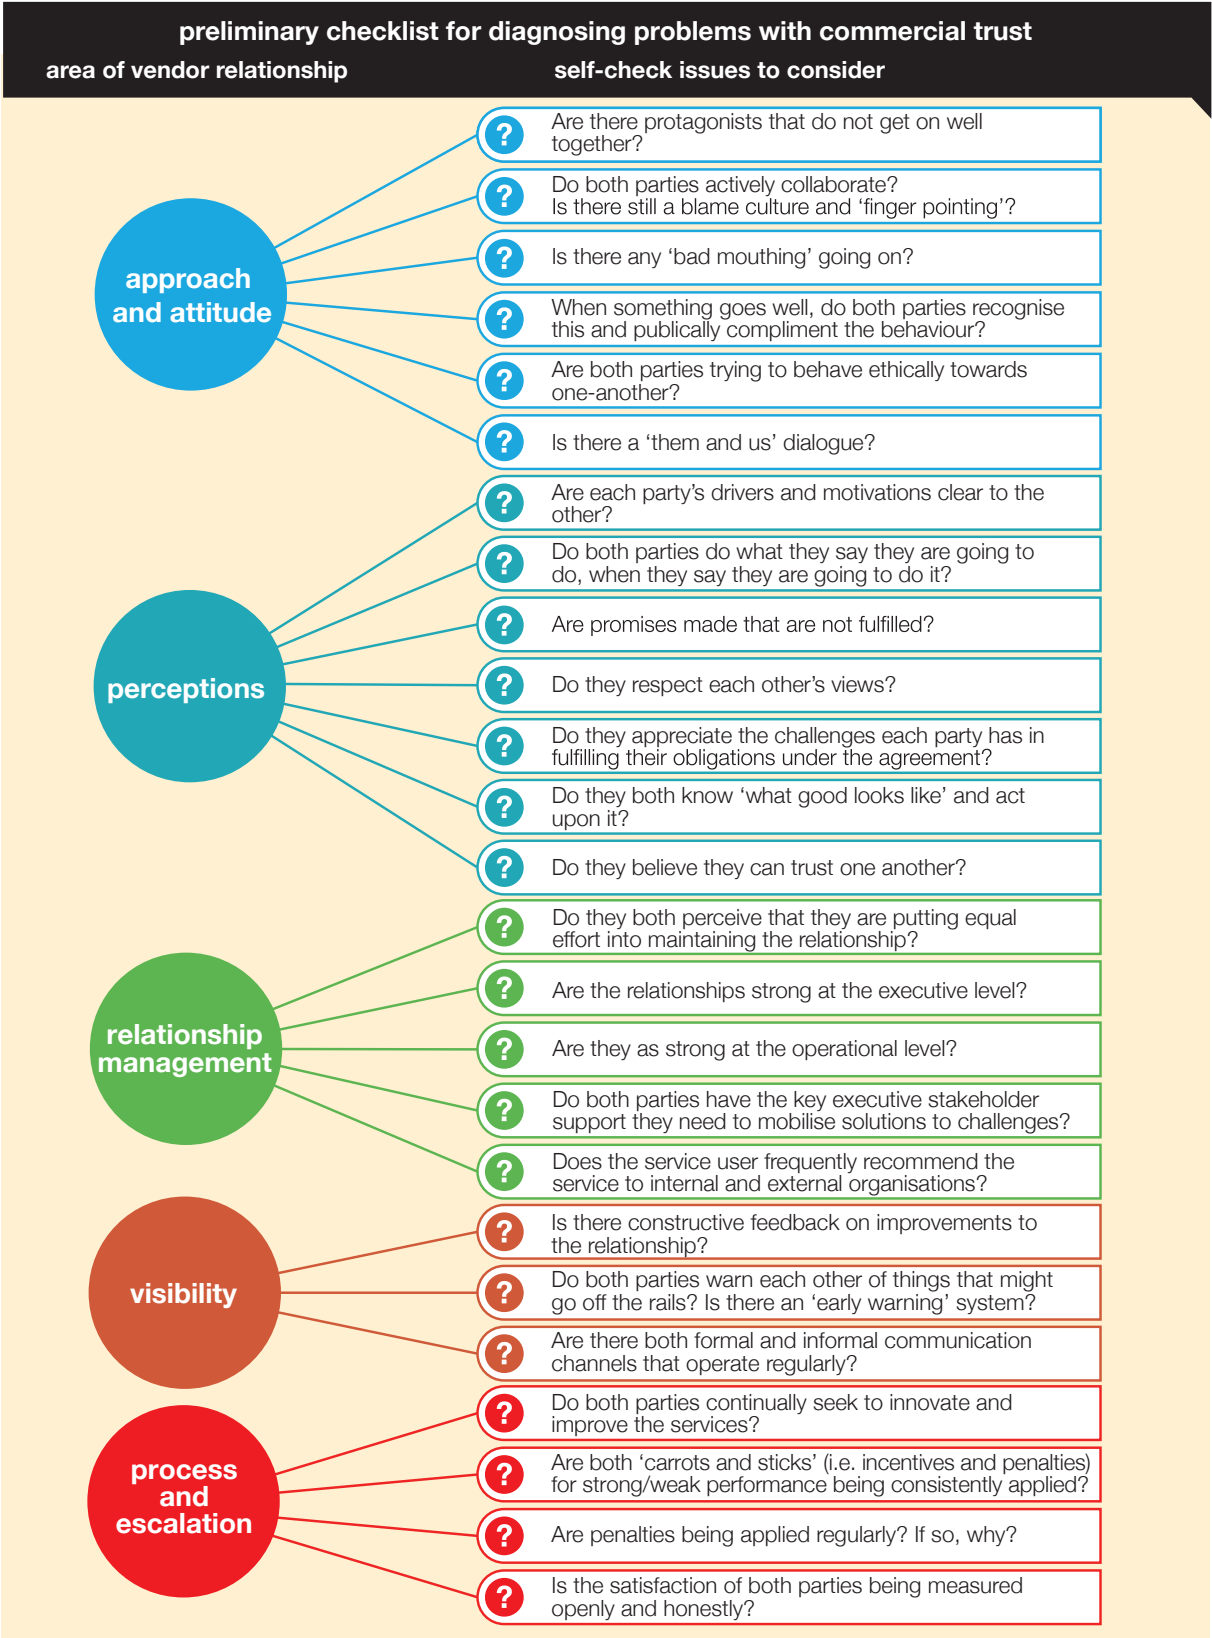 preliminary checklist for diagnosing problems with commercial trust
area of vendor relationship
self-check issues to consider
approach
and attitude
?
Are there protagonists that do not get on well
together?
?
Do both parties actively collaborate?
Is there still a blame culture and ‘finger pointing’?
?
Is there any ‘bad mouthing’ going on?
?
When something goes well, do both parties recognise
this and publically compliment the behaviour?
?
Are both parties trying to behave ethically towards
one-another?
?
Is there a ‘them and us’ dialogue?
perceptions
?
Are each party’s drivers and motivations clear to the
other?
?
Do both parties do what they say they are going to
do, when they say they are going to do it?
?
Are promises made that are not fulfilled?
?
Do they respect each other’s views?
?
Do they appreciate the challenges each party has in
fulfilling their obligations under the agreement?
?
Do they both know ‘what good looks like’ and act
upon it?
?
Do they believe they can trust one another?
relationship
management
?
Do they both perceive that they are putting equal
effort into maintaining the relationship?
?
Are the relationships strong at the executive level?
?
Are they as strong at the operational level?
?
Do both parties have the key executive stakeholder
support they need to mobilise solutions to challenges?
?
Does the service user frequently recommend the
service to internal and external organisations?
visibility
?
Is there constructive feedback on improvements to
the relationship?
?
Do both parties warn each other of things that might
go off the rails? Is there an ‘early warning’ system?
?
Are there both formal and informal communication
channels that operate regularly?
process
and
escalation
?
Do both parties continually seek to innovate and
improve the services?
?
Are both ‘carrots and sticks’ (i.e. incentives and penalties)
for strong/weak performance being consistently applied?
?
Are penalties being applied regularly? If so, why?
?
Is the satisfaction of both parties being measured
openly and honestly?